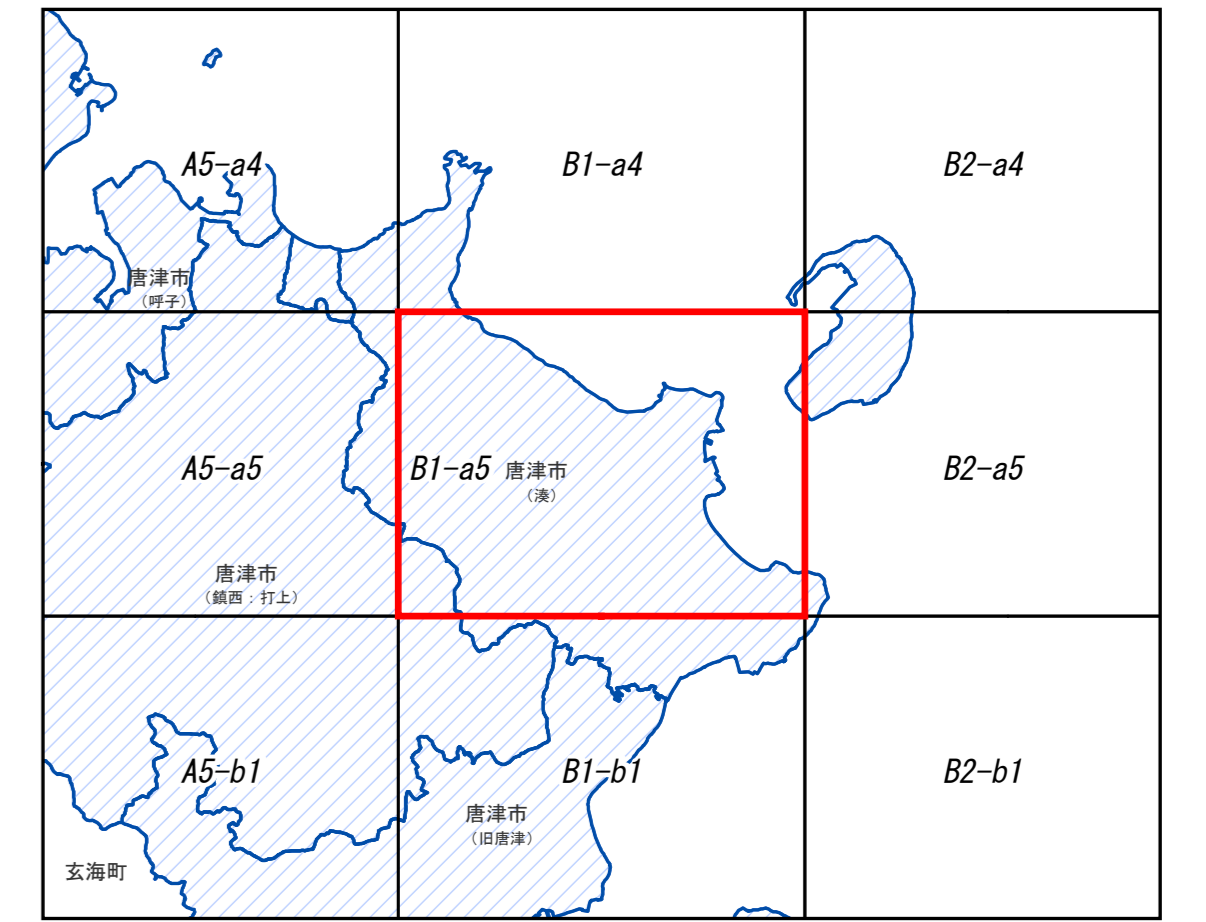 A5-a4
B1-a4
B2-a4
唐津市
（呼子）
A5-a5
B1-a5
唐津市
（湊）
B2-a5
唐津市
（鎮西：打上）
A5-b1
B1-b1
B2-b1
唐津市
（旧唐津）
玄海町